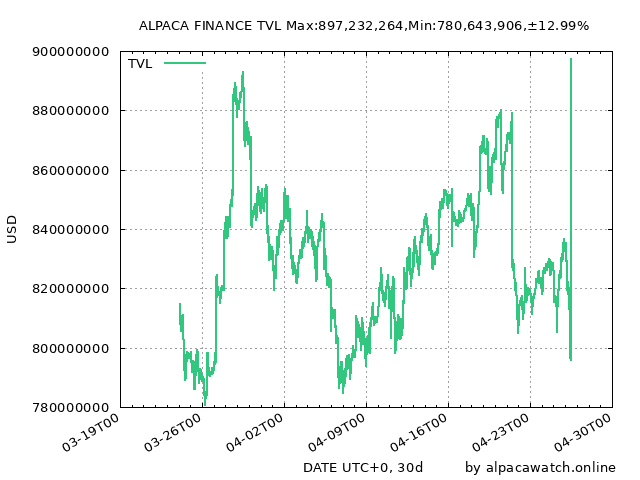 ALPACA FINANCE TVL Max:897,232,264,Min:780,643,906,±12.99%
TVL
900000000
880000000
860000000
840000000
820000000
800000000
780000000
USD
03-19T00
03-26T00
04-02T00
04-09T00
04-16T00
04-23T00
04-30T00
DATE UTC+0, 30d
by alpacawatch.online